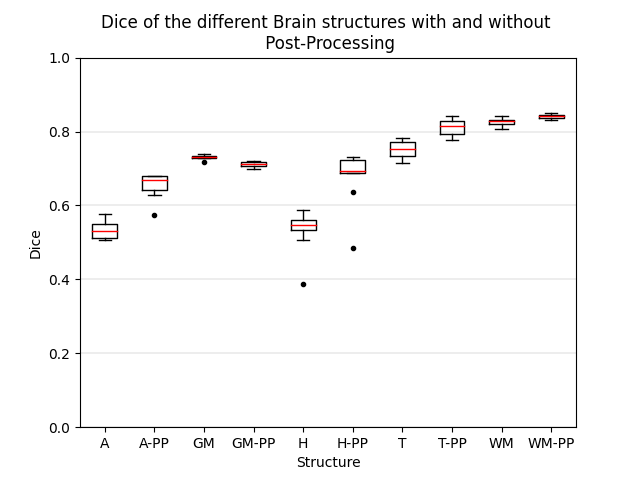 Dice of the different Brain structures with and without
Post-Processing
1.0
0.8
0.6
0.4
0.2
0.0
Dice
A A-PP GM GM-PP H H-PP T T-PP WM WM-PP
Structure